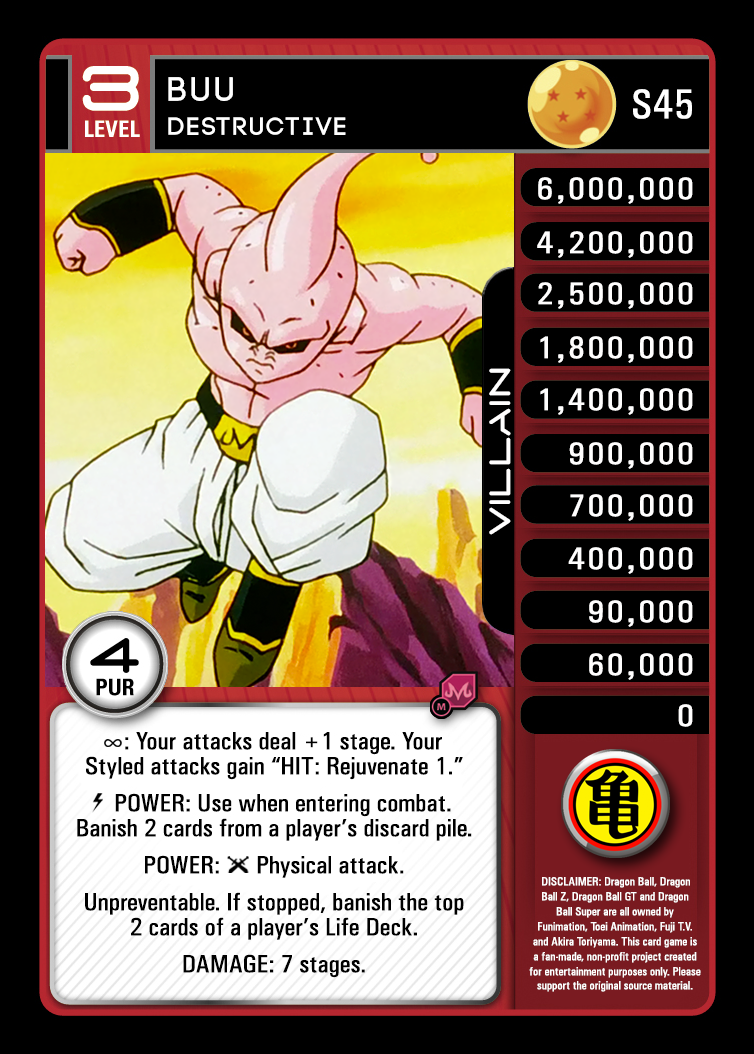 3
LEVEL
BUU
DESTRUCTIVE
S45
6,000,000
4,200,000
2,500,000
1,800,000
1,400,000
900,000
700,000
400,000
90,000
60,000
0
VILLAIN
4
PUR
M
M
∞: Your attacks deal +1 stage. Your
Styled attacks gain “HIT: Rejuvenate 1.”
POWER: Use when entering combat.
Banish 2 cards from a player’s discard pile.
POWER: Physical attack.
Unpreventable. If stopped, banish the top
2 cards of a player’s Life Deck.
DAMAGE: 7 stages.
亀
DISCLAIMER: Dragon Ball, Dragon
Ball Z, Dragon Ball GT and Dragon
Ball Super are all owned by
Funimation, Toei Animation, Fuji T.V.
and Akira Toriyama. This card game is
a fan-made, non-profit project created
for entertainment purposes only. Please
support the original source material.